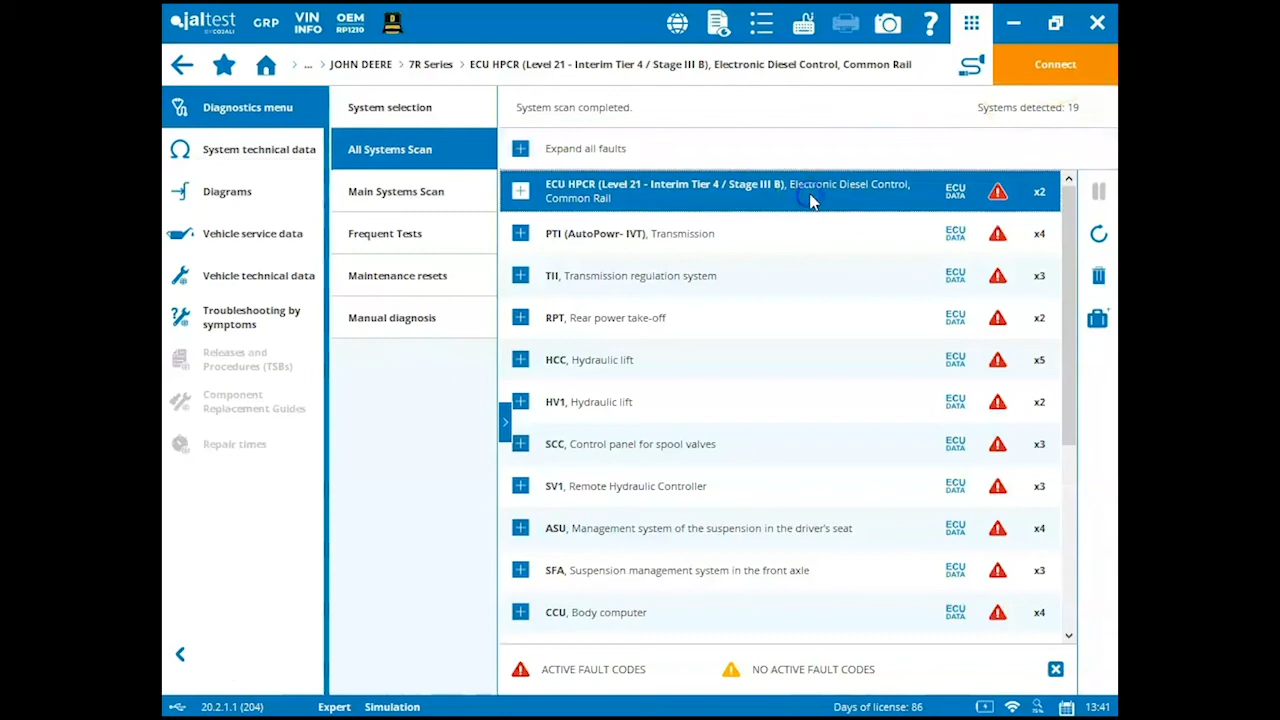 jaltest
BY COJALI
GRP
VIN
INFO
OEM
RP1210
... > JOHN DEERE > 7R Series > ECU HPCR (Level 21 - Interim Tier 4 / Stage III B), Electronic Diesel Control, Common Rail
Connect
Diagnostics menu
System technical data
Diagrams
Vehicle service data
Vehicle technical data
Troubleshooting by
symptoms
Releases and
Procedures (TSBs)
Component
Replacement Guides
Repair times
System selection
All Systems Scan
Main Systems Scan
Frequent Tests
Maintenance resets
Manual diagnosis
System scan completed.
Systems detected: 19
Expand all faults
ECU HPCR (Level 21 - Interim Tier 4 / Stage III B), Electronic Diesel Control,
Common Rail
ECU
DATA
x2
PTI (AutoPowr- IVT), Transmission
ECU
DATA
x4
TII, Transmission regulation system
ECU
DATA
x3
RPT, Rear power take-off
ECU
DATA
x2
HCC, Hydraulic lift
ECU
DATA
x5
HV1, Hydraulic lift
ECU
DATA
x2
SCC, Control panel for spool valves
ECU
DATA
x3
SV1, Remote Hydraulic Controller
ECU
DATA
x3
ASU, Management system of the suspension in the driver's seat
ECU
DATA
x4
SFA, Suspension management system in the front axle
ECU
DATA
x3
CCU, Body computer
ECU
DATA
x4
ACTIVE FAULT CODES
NO ACTIVE FAULT CODES
20.2.1.1 (204)
Expert
Simulation
Days of license: 86
13:41